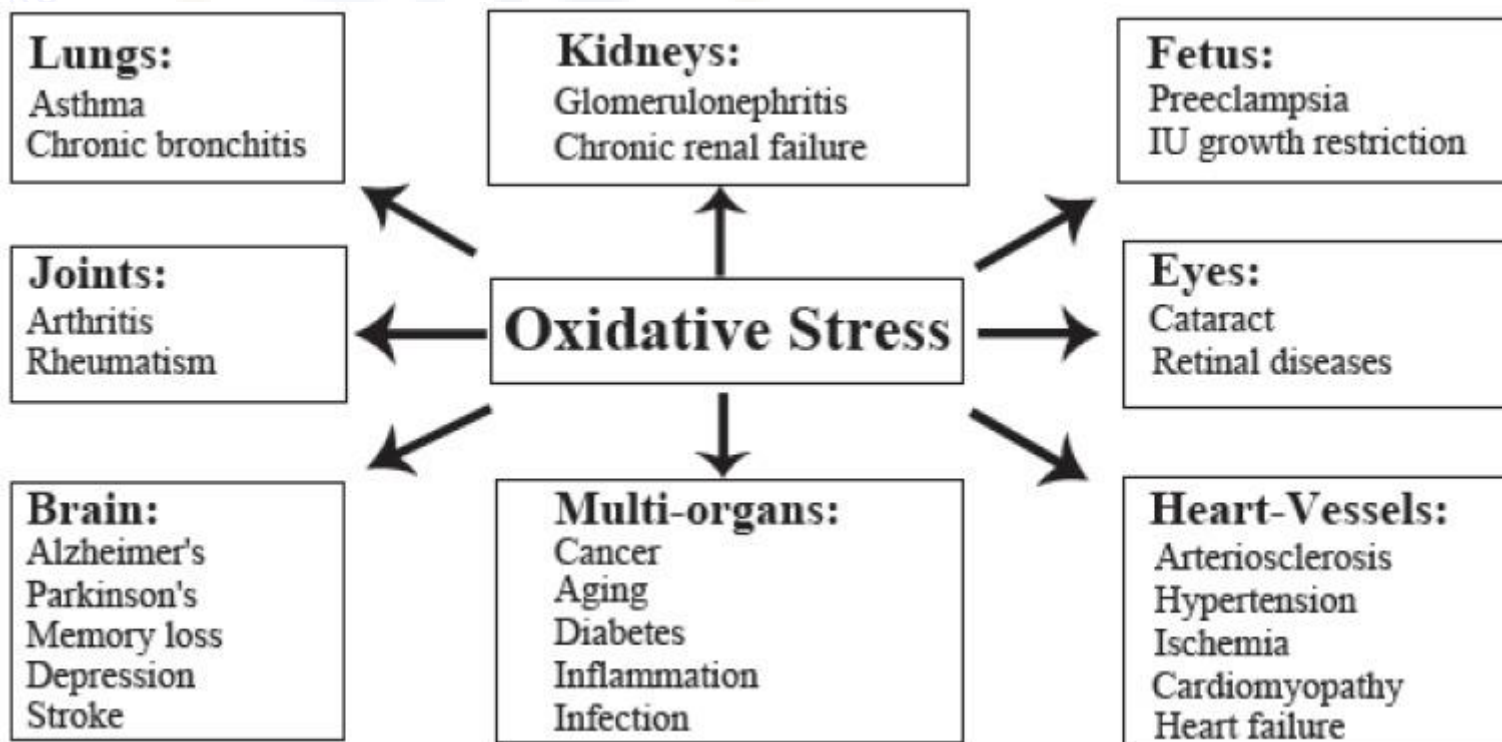 Lungs:
Asthma
Chronic bronchitis
Kidneys:
Glomerulonephritis
Chronic renal failure
Fetus:
Preeclampsia
IU growth restriction
Joints:
Arthritis
Rheumatism
Oxidative Stress
Eyes:
Cataract
Retinal diseases
Brain:
Alzheimer's
Parkinson's
Memory loss
Depression
Stroke
Multi-organs:
Cancer
Aging
Diabetes
Inflammation
Infection
Heart-Vessels:
Arteriosclerosis
Hypertension
Ischemia
Cardiomyopathy
Heart failure